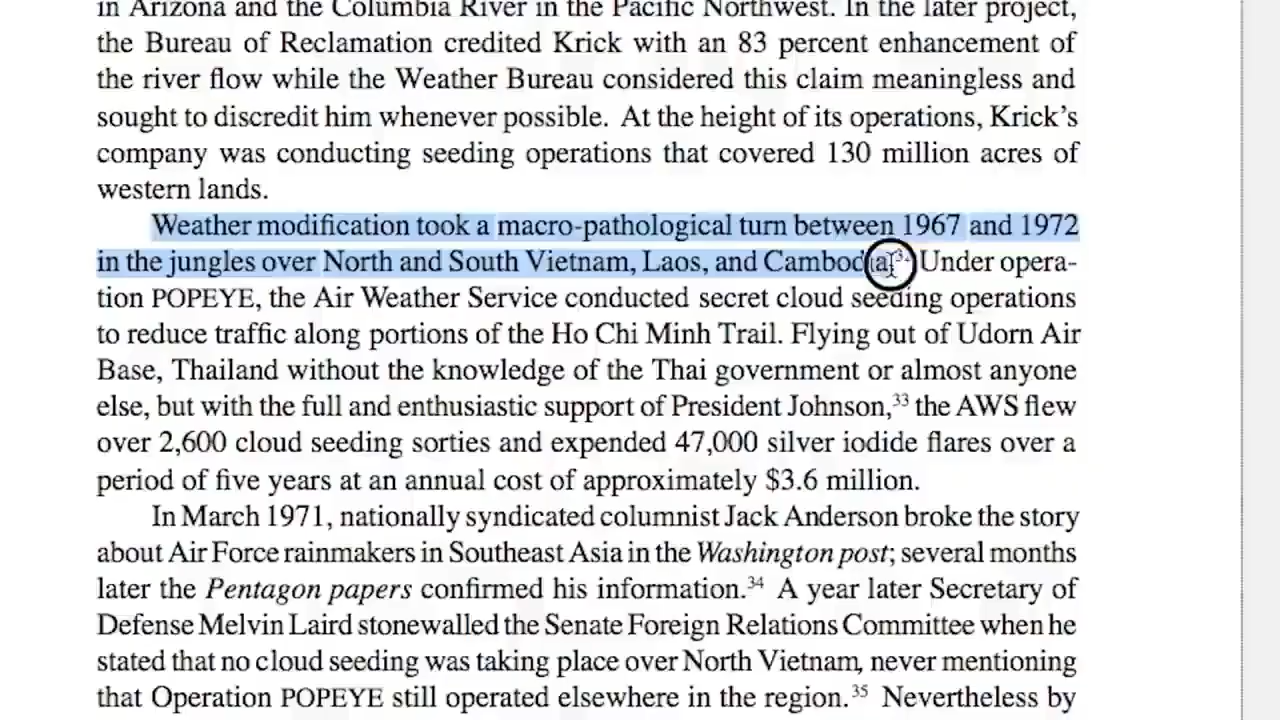 in Arizona and the Columbia River in the Pacific Northwest. In the later project,
the Bureau of Reclamation credited Krick with an 83 percent enhancement of
the river flow while the Weather Bureau considered this claim meaningless and
sought to discredit him whenever possible. At the height of its operations, Krick's
company was conducting seeding operations that covered 130 million acres of
western lands.
Weather modification took a macro-pathological turn between 1967 and 1972
in the jungles over North and South Vietnam, Laos, and Cambodia. Under opera-
tion POPEYE, the Air Weather Service conducted secret cloud seeding operations
to reduce traffic along portions of the Ho Chi Minh Trail. Flying out of Udorn Air
Base, Thailand without the knowledge of the Thai government or almost anyone
else, but with the full and enthusiastic support of President Johnson,³³ the AWS flew
over 2,600 cloud seeding sorties and expended 47,000 silver iodide flares over a
period of five years at an annual cost of approximately $3.6 million.
In March 1971, nationally syndicated columnist Jack Anderson broke the story
about Air Force rainmakers in Southeast Asia in the Washington post; several months
later the Pentagon papers confirmed his information.³⁴ A year later Secretary of
Defense Melvin Laird stonewalled the Senate Foreign Relations Committee when he
stated that no cloud seeding was taking place over North Vietnam, never mentioning
that Operation POPEYE still operated elsewhere in the region.³⁵ Nevertheless by